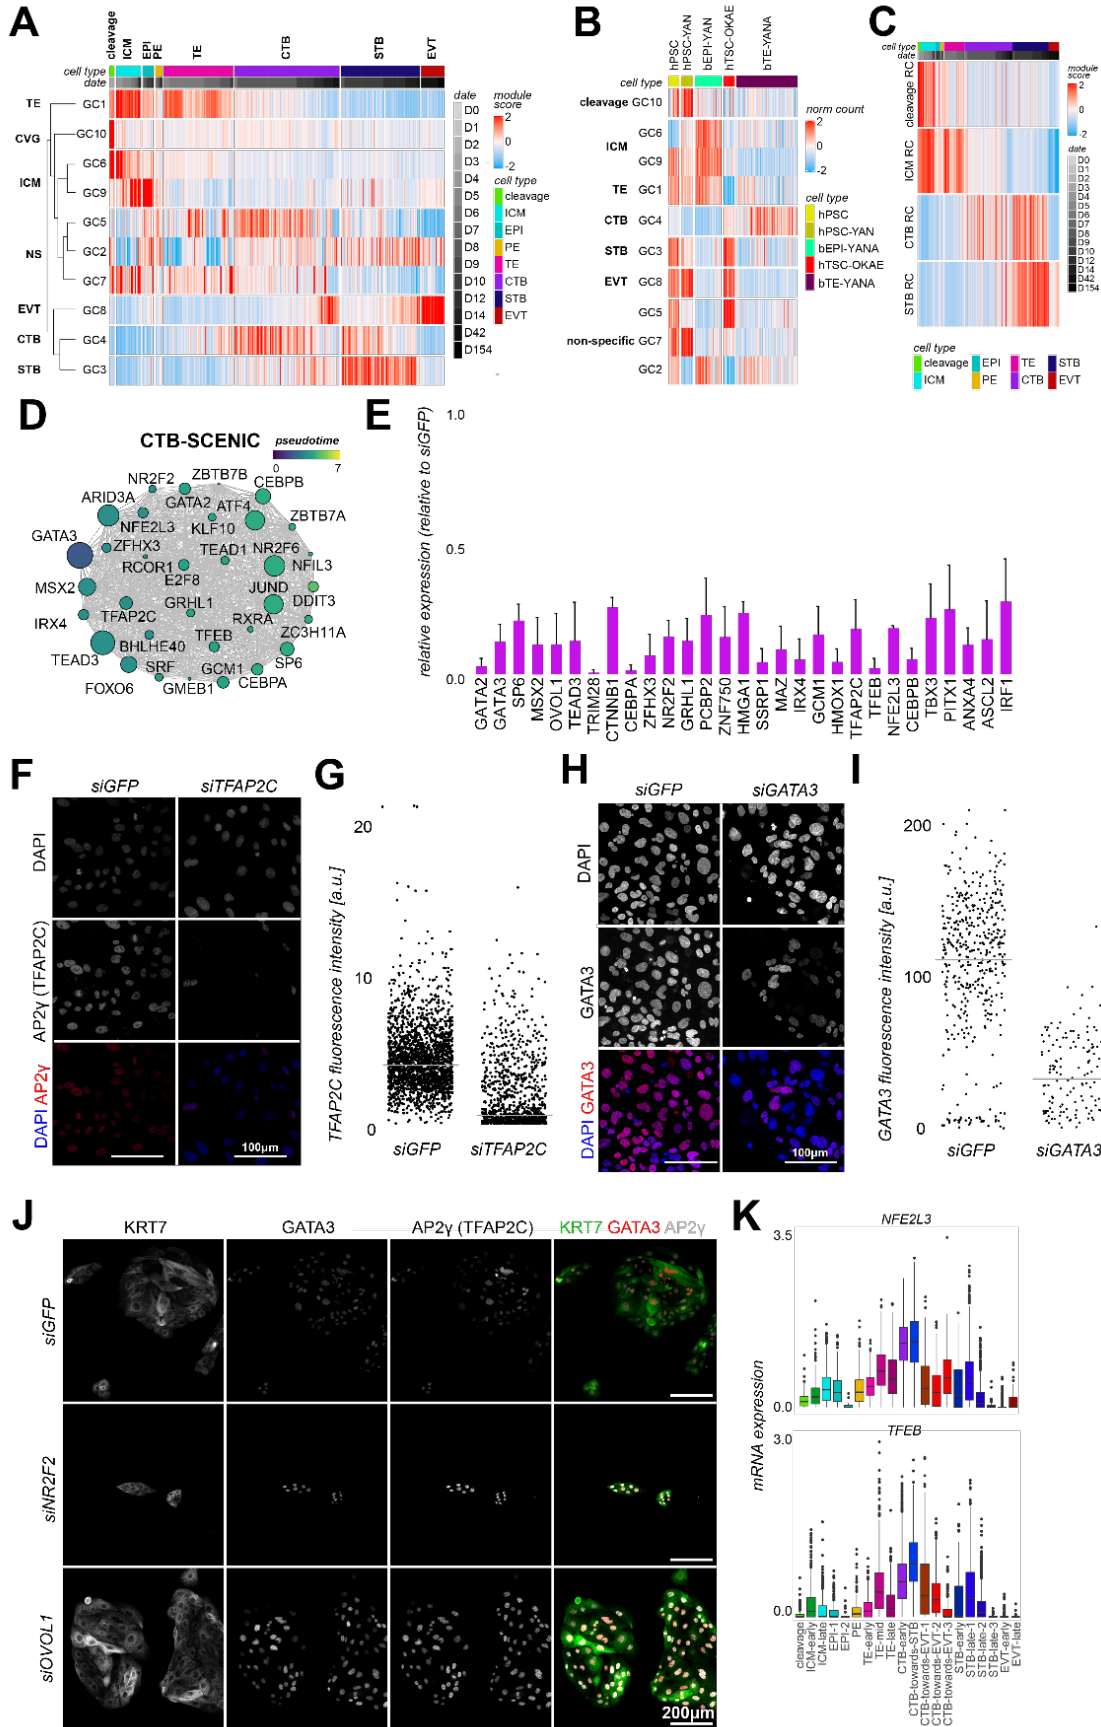 A
cleavage
ICM
EPI
PE
TE
CTB
STB
EVT
cell type
date
TE
CVG
ICM
NS
EVT
CTB
STB
GC1
GC10
GC6
GC9
GC5
GC2
GC7
GC8
GC4
GC3
date
D0
D1
D2
D3
D4
D5
D6
D7
D8
D9
D10
D12
D14
D42
D154
module
score
2
-2
cell type
cleavage
ICM
EPI
PE
TE
CTB
STB
EVT
B
hPSC
hPSC-YAN
bEPI-YAN
hTSC-OKAE
bTE-YANA
cell type
cleavage GC10
GC6
ICM
GC9
TE GC1
CTB GC4
STB GC3
EVT GC8
GC5
non-specific GC7
GC2
norm count
2
-2
cell type
hPSC
hPSC-YAN
bEPI-YANA
hTSC-OKAE
bTE-YANA
C
cell type
date
cleavage RC
ICM RC
CTB RC
STB RC
module
score
2
-2
date
D0
D1
D2
D3
D4
D5
D6
D7
D8
D9
D10
D12
D14
D42
D154
cell type
cleavage EPI TE STB
ICM PE CTB EVT
D
CTB-SCENIC
pseudotime
0 7
NR2F2
ZBTB7B
CEBPB
ARID3A
GATA2
ATF4
ZBTB7A
NFE2L3
KLF10
GATA3
ZFHX3
TEAD1
NR2F6
RCOR1
NFIL3
E2F8
MSX2
JUND
DDIT3
TFAP2C
GRHL1
IRX4
RXRA
ZC3H11A
BHLHE40
TFEB
TEAD3
SRF
GCM1
SP6
FOXO6
GMEB1
CEBPA
E
relative expression (relative to siGFP)
1.0
0.5
0.0
GATA2
GATA3
SP6
MSX2
OVOL1
TEAD3
TRIM28
CTNNB1
CEBPA
ZFHX3
NR2F2
GRHL1
PCBP2
ZNF750
HMGA1
SSRP1
MAZ
IRX4
GCM1
HMOX1
TFAP2C
TFEB
NFE2L3
CEBPB
TBX3
PITX1
ANXA4
ASCL2
IRF1
F
siGFP siTFAP2C
DAPI
AP2γ (TFAP2C)
DAPI AP2γ
100μm
G
TFAP2C fluorescence intensity [a.u.]
20
10
0
siGFP siTFAP2C
H
siGFP siGATA3
DAPI
GATA3
DAPI GATA3
100μm
I
GATA3 fluorescence intensity [a.u.]
200
100
0
siGFP siGATA3
J
KRT7 GATA3 AP2γ (TFAP2C) KRT7 GATA3 AP2γ
siGFP
siNR2F2
siOVOL1
200μm
K
NFE2L3
3.5
0.0
mRNA expression
TFEB
3.0
0.0
cleavage
ICM-early
ICM-late
EPI-1
EPI-2
PE
TE-early
TE-mid
TE-late
CTB-early
CTB-towards-STB
CTB-towards-EVT-1
CTB-towards-EVT-2
CTB-towards-EVT-3
STB-early
STB-late-1
STB-late-2
STB-late-3
EVT-early
EVT-late